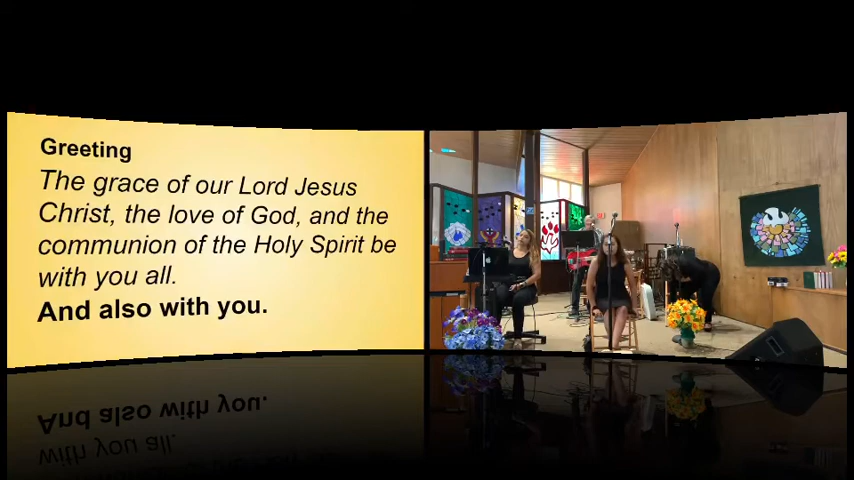 Greeting
The grace of our Lord Jesus
Christ, the love of God, and the
communion of the Holy Spirit be
with you all.
And also with you.